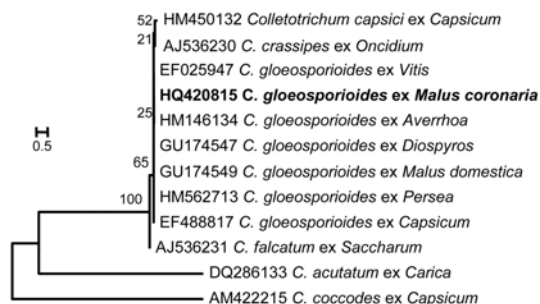 52 HM450132 Colletotrichum capsici ex Capsicum
21 AJ536230 C. crassipes ex Oncidium
EF025947 C. gloeosporioides ex Vitis
HQ420815 C. gloeosporioides ex Malus coronaria
25 HM146134 C. gloeosporioides ex Averrhoa
0.5
GU174547 C. gloeosporioides ex Diospyros
65 GU174549 C. gloeosporioides ex Malus domestica
100 HM562713 C. gloeosporioides ex Persea
EF488817 C. gloeosporioides ex Capsicum
AJ536231 C. falcatum ex Saccharum
DQ286133 C. acutatum ex Carica
AM422215 C. coccodes ex Capsicum